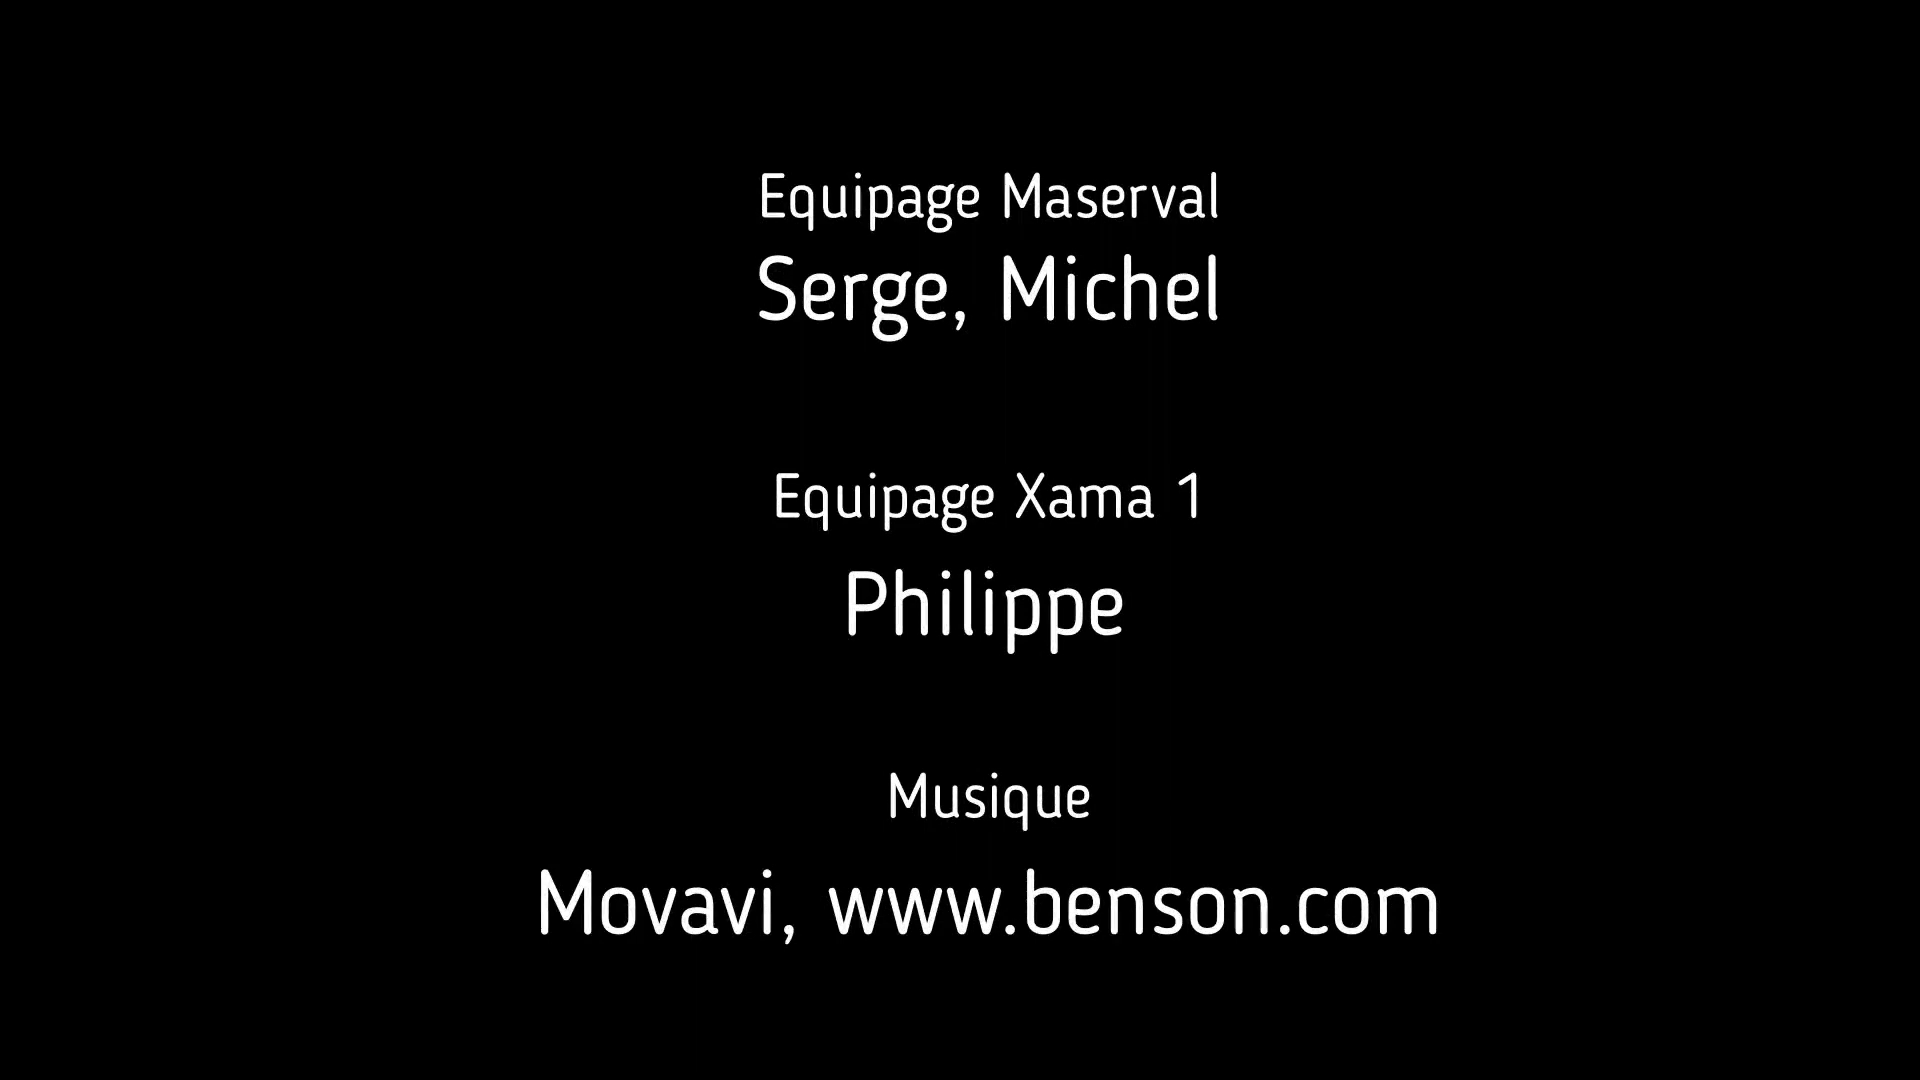 Equipage Maserval
Serge, Michel
Equipage Xama 1
Philippe
Musique
Movavi, www.benson.com